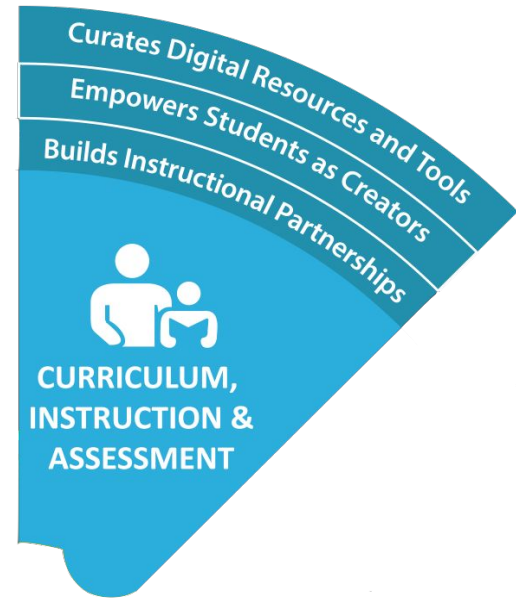 Curates Digital Resources and Tools
Empowers Students as Creators
Builds Instructional Partnerships
CURRICULUM,
INSTRUCTION &
ASSESSMENT